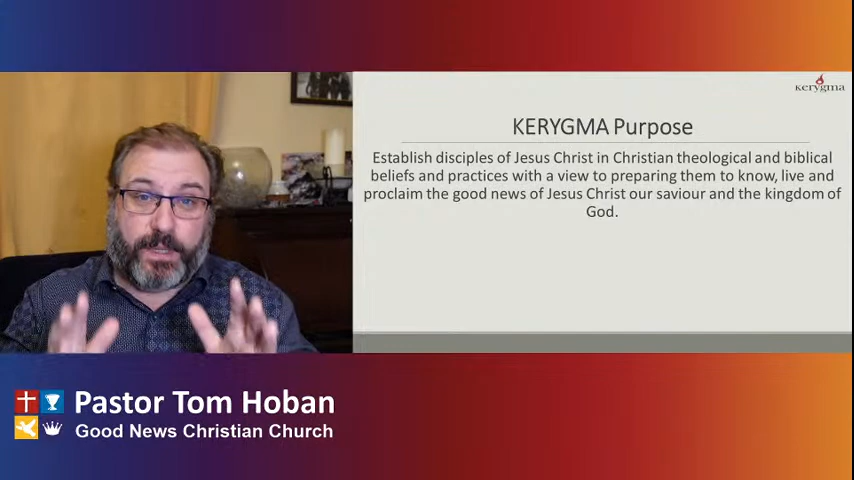 kerygma
KERYGMA Purpose
Establish disciples of Jesus Christ in Christian theological and biblical
beliefs and practices with a view to preparing them to know, live and
proclaim the good news of Jesus Christ our saviour and the kingdom of
God.
Pastor Tom Hoban
Good News Christian Church